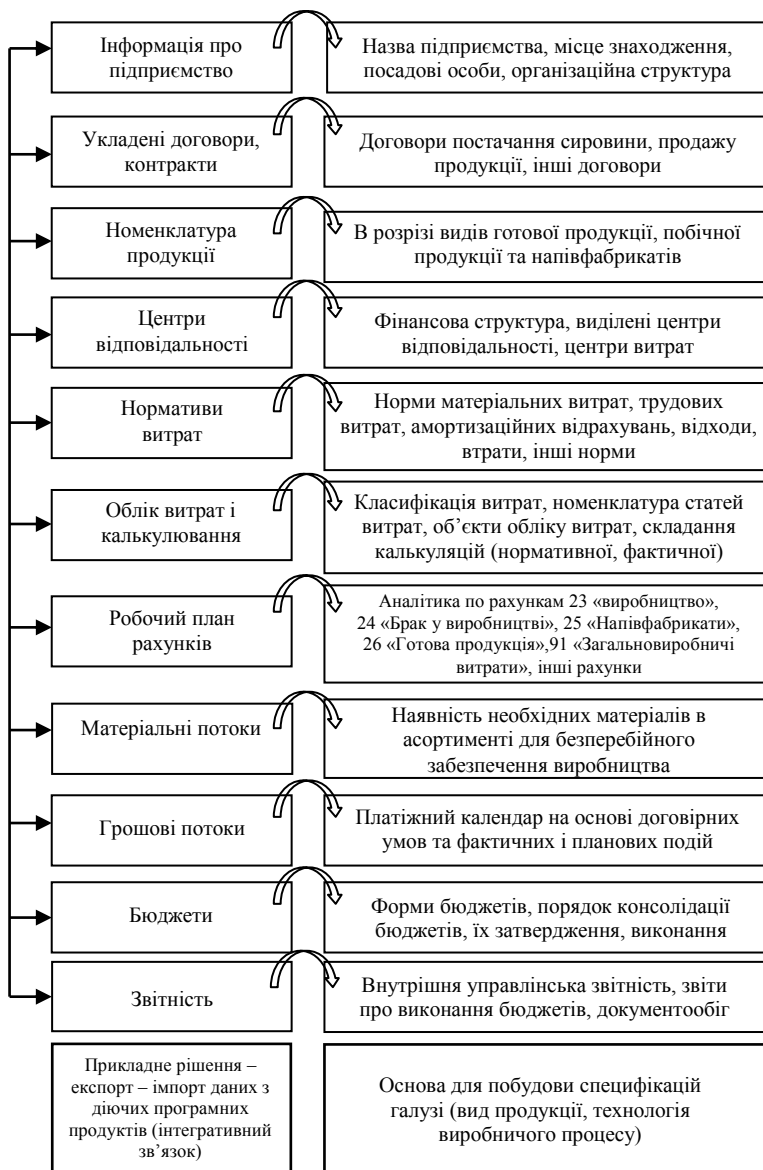 Інформація про
підприємство
Назва підприємства, місце знаходження,
посадові особи, організаційна структура
Укладені договори,
контракти
Договори постачання сировини, продажу
продукції, інші договори
Номенклатура
продукції
В розрізі видів готової продукції, побічної
продукції та напівфабрикатів
Центри
відповідальності
Фінансова структура, виділені центри
відповідальності, центри витрат
Нормативи
витрат
Норми матеріальних витрат, трудових
витрат, амортизаційних відрахувань, відходи,
втрати, інші норми
Облік витрат і
калькулювання
Класифікація витрат, номенклатура статей
витрат, об’єкти обліку витрат, складання
калькуляцій (нормативної, фактичної)
Робочий план
рахунків
Аналітика по рахункам 23 «виробництво»,
24 «Брак у виробництві», 25 «Напівфабрикати»,
26 «Готова продукція»,91 «Загальновиробничі
витрати», інші рахунки
Матеріальні потоки
Наявність необхідних матеріалів в
асортименті для безперебійного
забезпечення виробництва
Грошові потоки
Платіжний календар на основі договірних
умов та фактичних і планових подій
Бюджети
Форми бюджетів, порядок консолідації
бюджетів, їх затвердження, виконання
Звітність
Внутрішня управлінська звітність, звіти
про виконання бюджетів, документообіг
Прикладне рішення –
експорт – імпорт даних з
діючих програмних
продуктів (інтегративний
зв’язок)
Основа для побудови специфікацій
галузі (вид продукції, технологія
виробничого процесу)